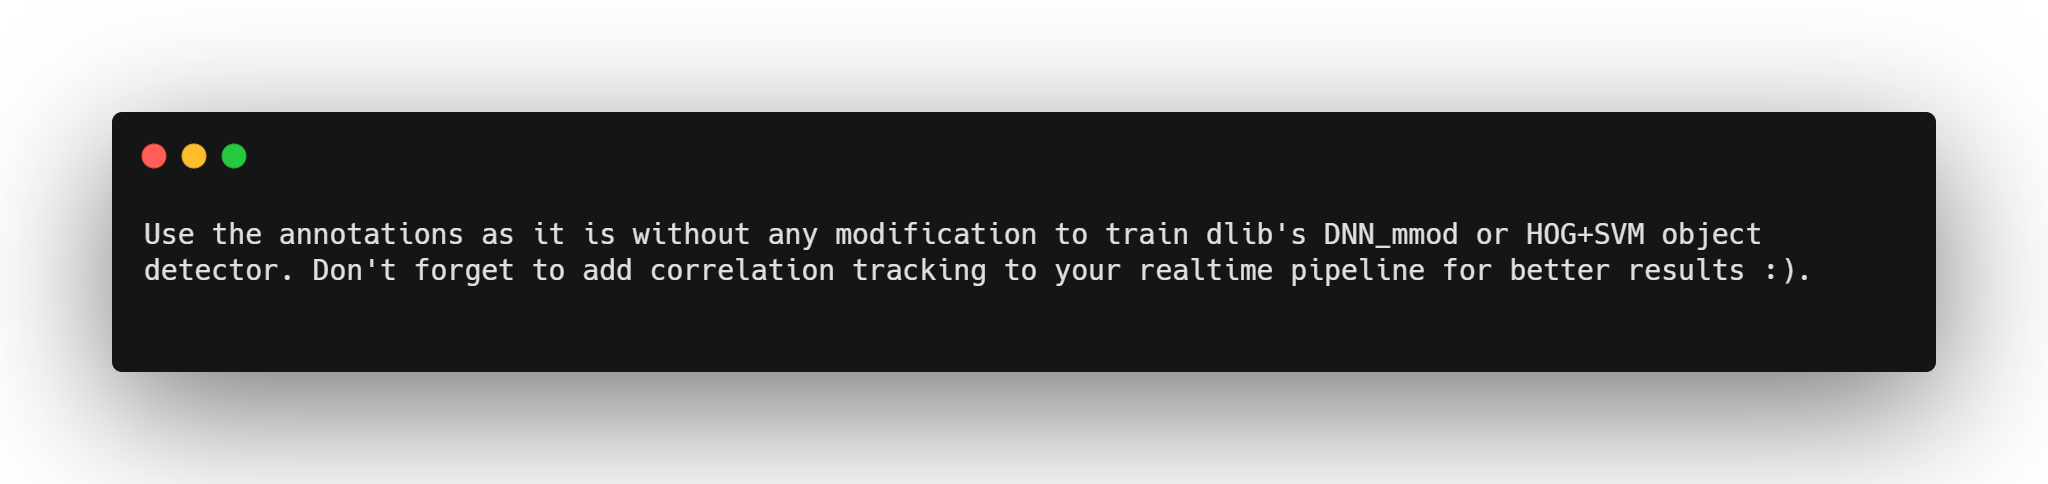 Use the annotations as it is without any modification to train dlib's DNN_mmod or HOG+SVM object
detector. Don't forget to add correlation tracking to your realtime pipeline for better results :).